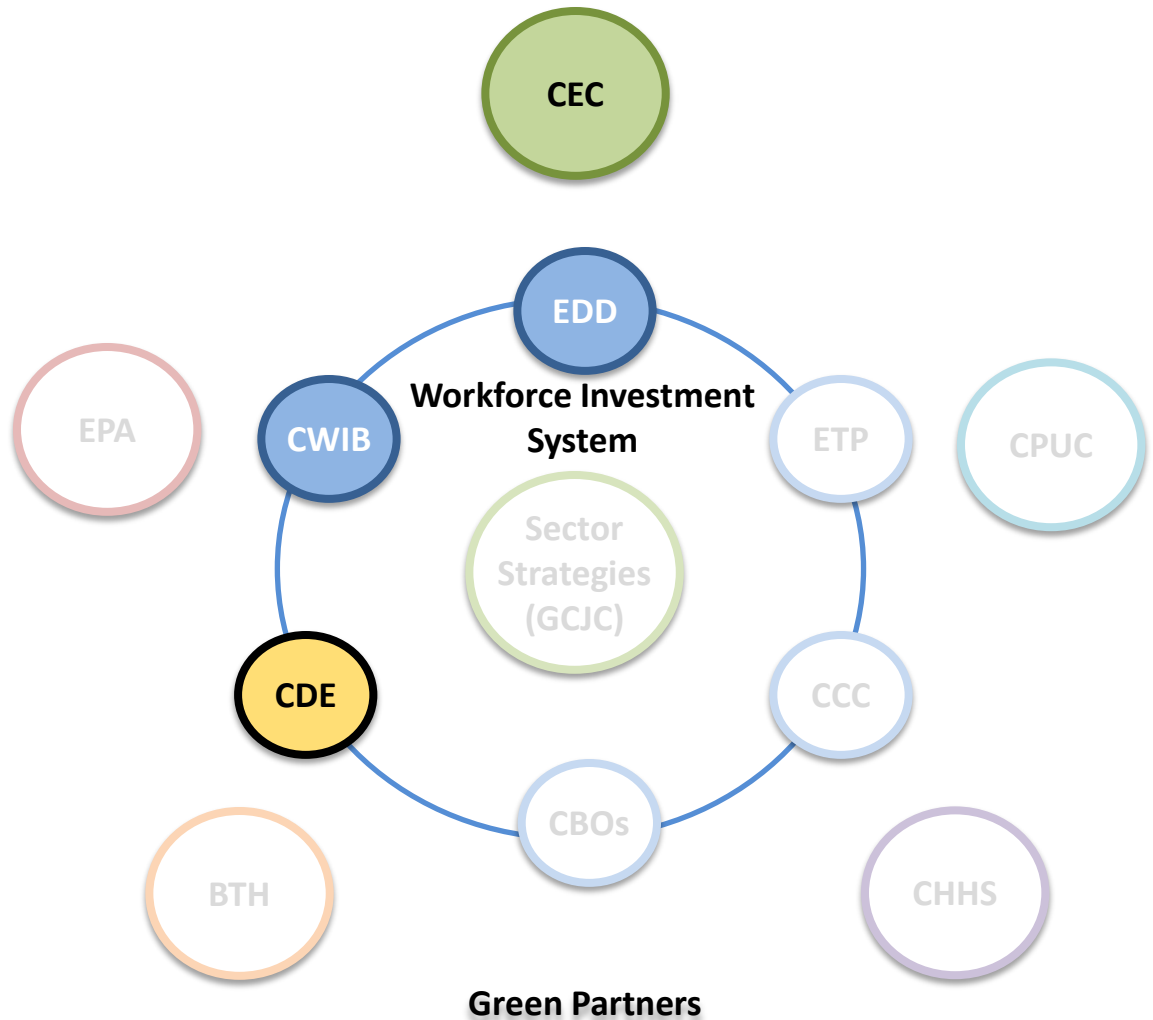 CEC
EDD
Workforce Investment
System
EPA
CWIB
ETP
CPUC
Sector
Strategies
(GCJC)
CDE
CCC
CBOs
BTH
CHHS
Green Partners